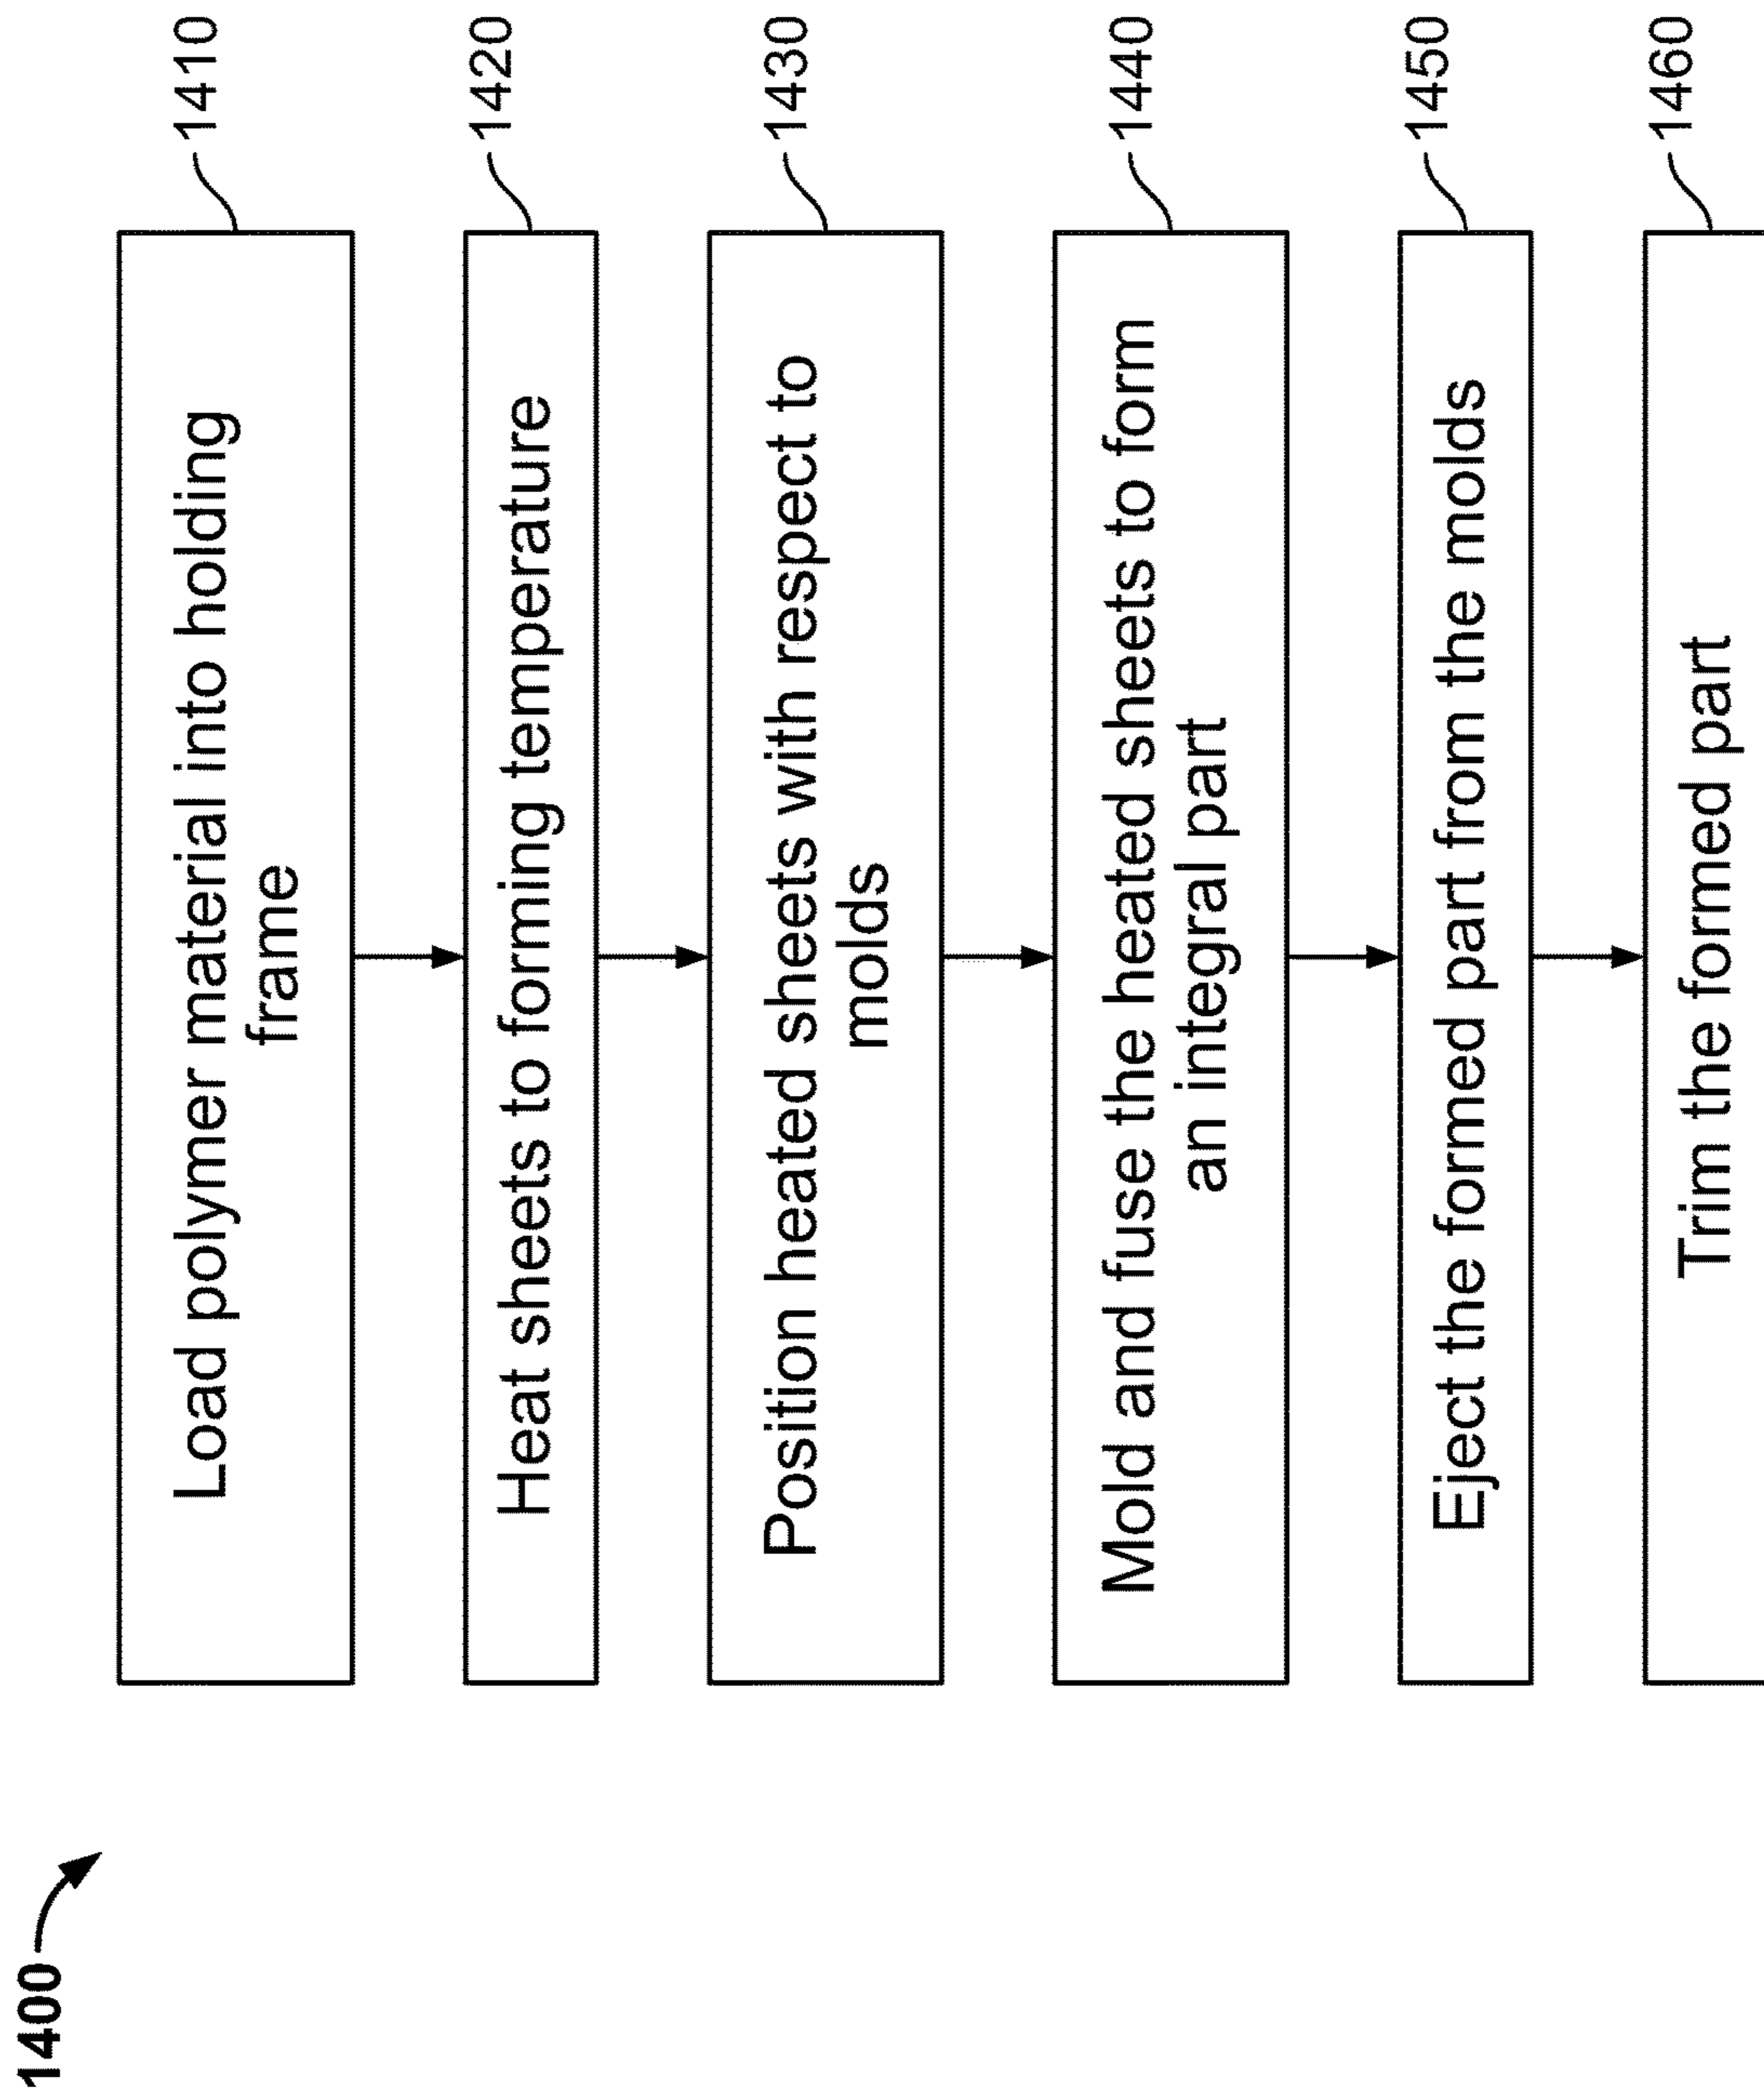 1400
Load polymer material into holding
frame
1410
Heat sheets to forming temperature
1420
Position heated sheets with respect to
molds
1430
Mold and fuse the heated sheets to form
an integral part
1440
Eject the formed part from the molds
1450
Trim the formed part
1460